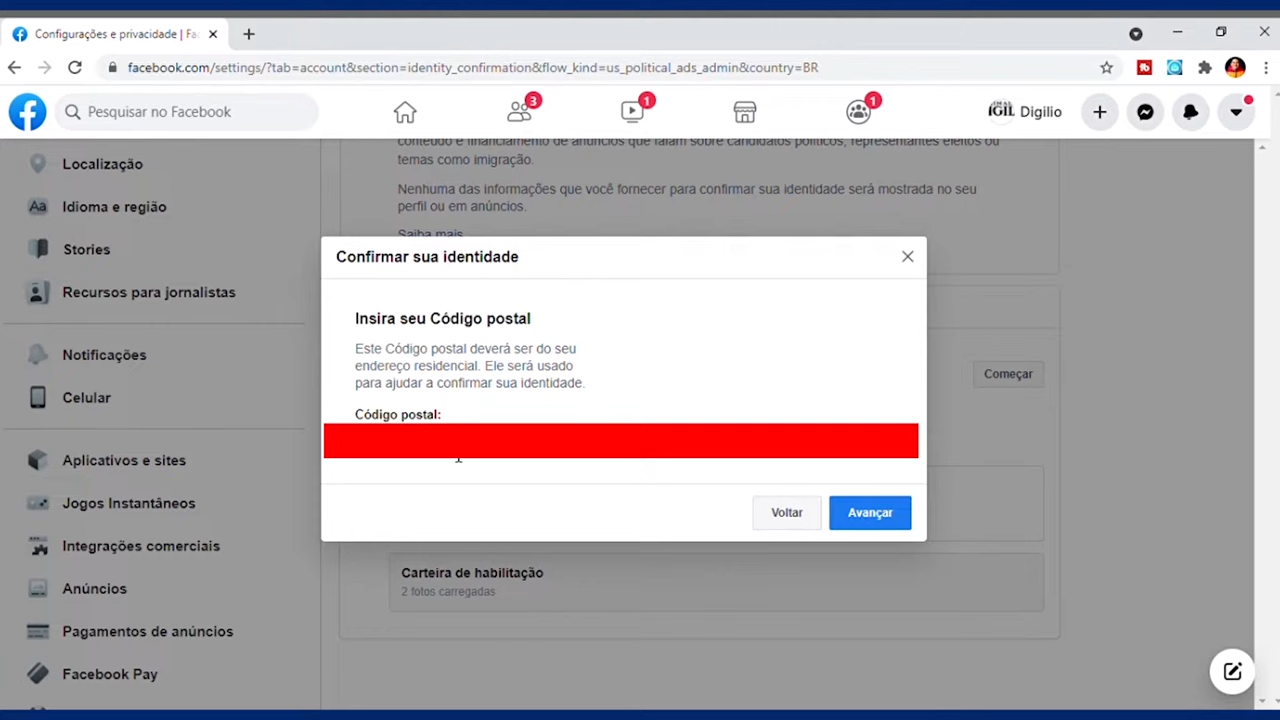 Configurações e privacidade | Fa
facebook.com/settings/?tab=account&section=identity_confirmation&flow_kind=us_political_ads_admin&country=BR
Pesquisar no Facebook
3
1
1
IGIL
Digilio
conteúdo e financiamento de anúncios que falam sobre candidatos políticos, representantes eleitos ou
temas como imigração.
Nenhuma das informações que você fornecer para confirmar sua identidade será mostrada no seu
perfil ou em anúncios.
Saiba mais
Localização
Aa Idioma e região
Stories
Recursos para jornalistas
Notificações
Celular
Aplicativos e sites
Jogos Instantâneos
Integrações comerciais
Anúncios
Pagamentos de anúncios
Facebook Pay
Confirmar sua identidade
Insira seu Código postal
Este Código postal deverá ser do seu
endereço residencial. Ele será usado
para ajudar a confirmar sua identidade.
Código postal:
Voltar
Avançar
Começar
Carteira de habilitação
2 fotos carregadas